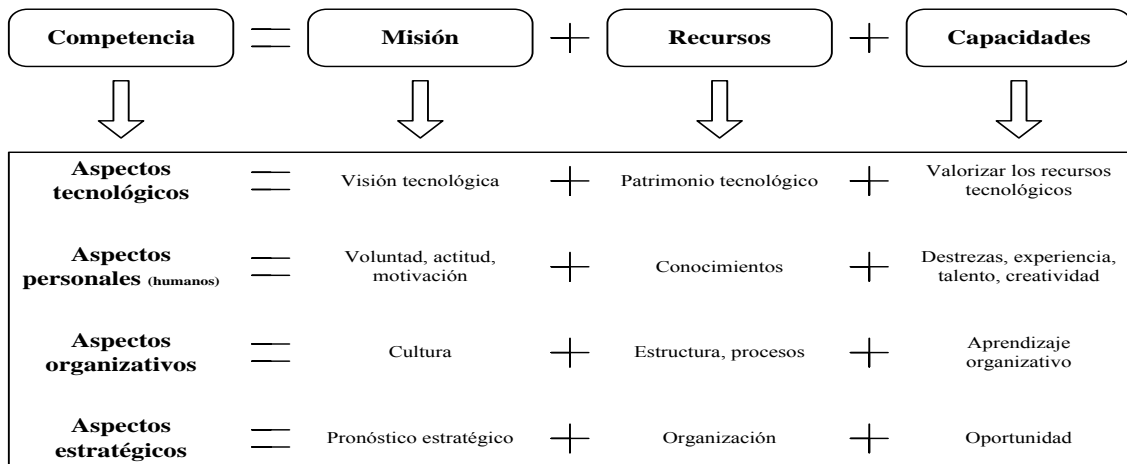 Competencia = Misión + Recursos + Capacidades
Aspectos
tecnológicos
=
Visión tecnológica
+
Patrimonio tecnológico
+
Valorizar los recursos
tecnológicos
Aspectos
personales (humanos)
=
Voluntad, actitud,
motivación
+
Conocimientos
+
Destrezas, experiencia,
talento, creatividad
Aspectos
organizativos
=
Cultura
+
Estructura, procesos
+
Aprendizaje
organizativo
Aspectos
estratégicos
=
Pronóstico estratégico
+
Organización
+
Oportunidad